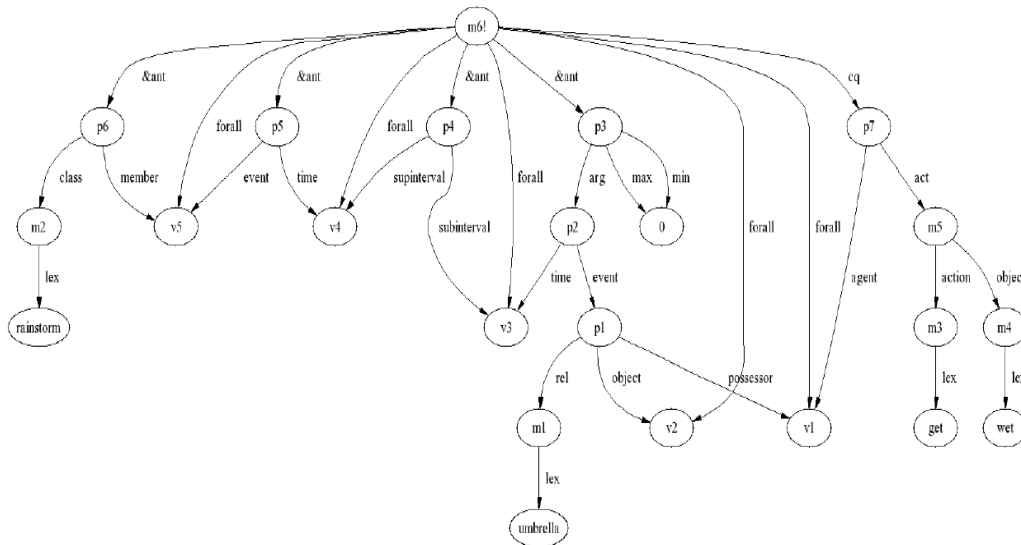 m6!
&ant &ant &ant &ant cq
p6 p5 p4 p3 p7
forall forall
class member event time supinterval forall arg max min act
m2 v5 v4 subinterval p2 0 forall forall m5
lex time event agent action objec
rainstorm v3 p1 m3 m4
rel object possessor lex le
m1 v2 v1 get wet
lex
umbrella